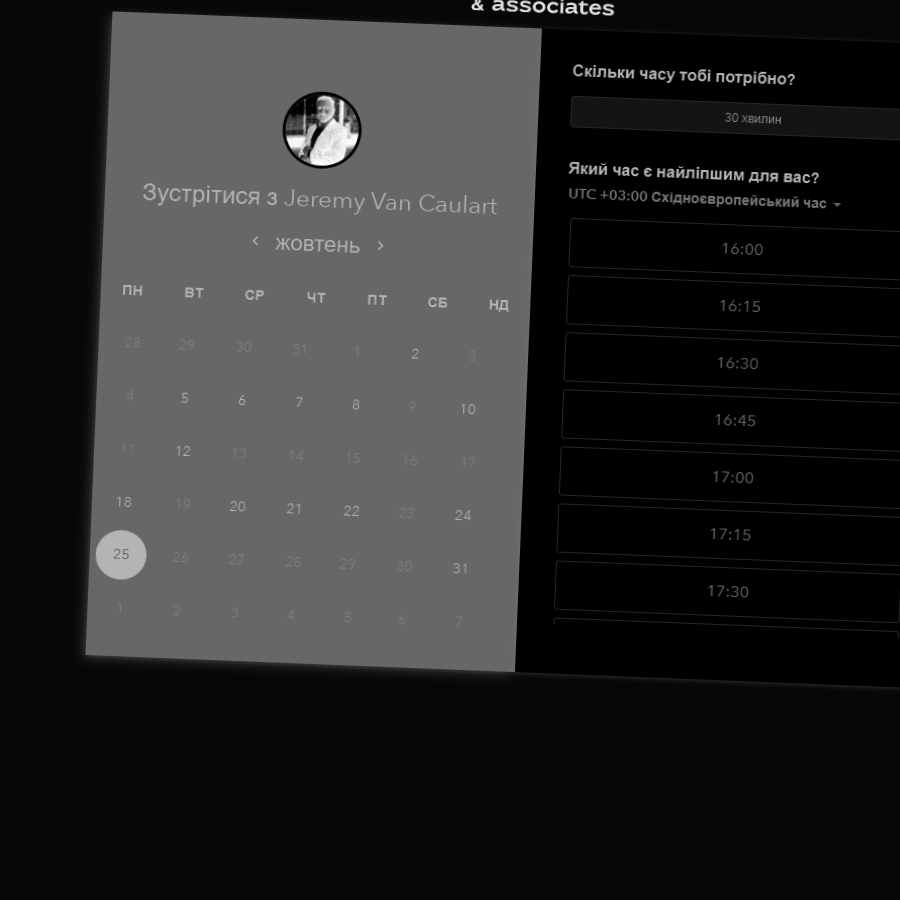 & associates
Зустрітися з Jeremy Van Caulart
‹ жовтень ›
ПН ВТ СР ЧТ ПТ СБ НД
28 29 30 31 1 2 3
4 5 6 7 8 9 10
11 12 13 14 15 16 17
18 19 20 21 22 23 24
25 26 27 28 29 30 31
1 2 3 4 5 6 7
Скільки часу тобі потрібно?
30 хвилин
Який час є найліпшим для вас?
UTC +03:00 Східноєвропейський час
16:00
16:15
16:30
16:45
17:00
17:15
17:30